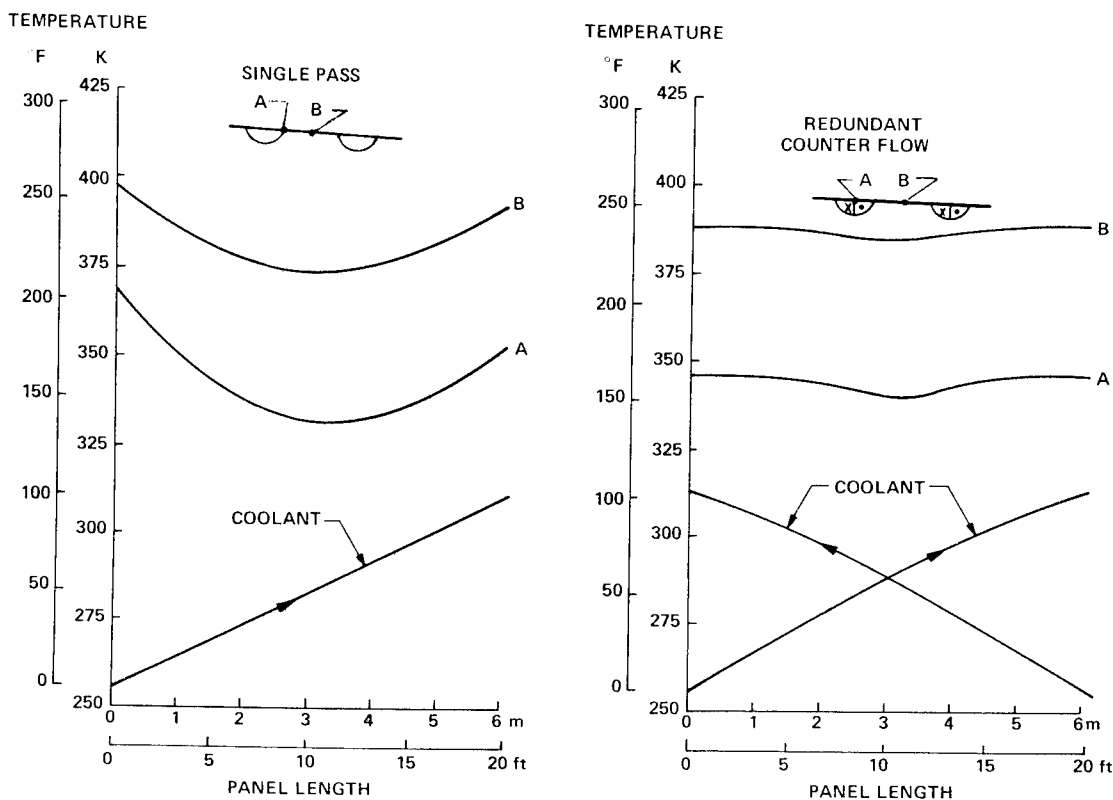 TEMPERATURE
°F K
SINGLE PASS
A B
300
250
200
150
100
50
0
425
400
375
350
325
300
275
250
B
A
COOLANT
0 1 2 3 4 5 6 m
0 5 10 15 20 ft
PANEL LENGTH
TEMPERATURE
°F K
REDUNDANT
COUNTER FLOW
A B
X • X •
300
250
200
150
100
50
0
425
400
375
350
325
300
275
250
B
A
COOLANT
0 1 2 3 4 5 6 m
0 5 10 15 20 ft
PANEL LENGTH